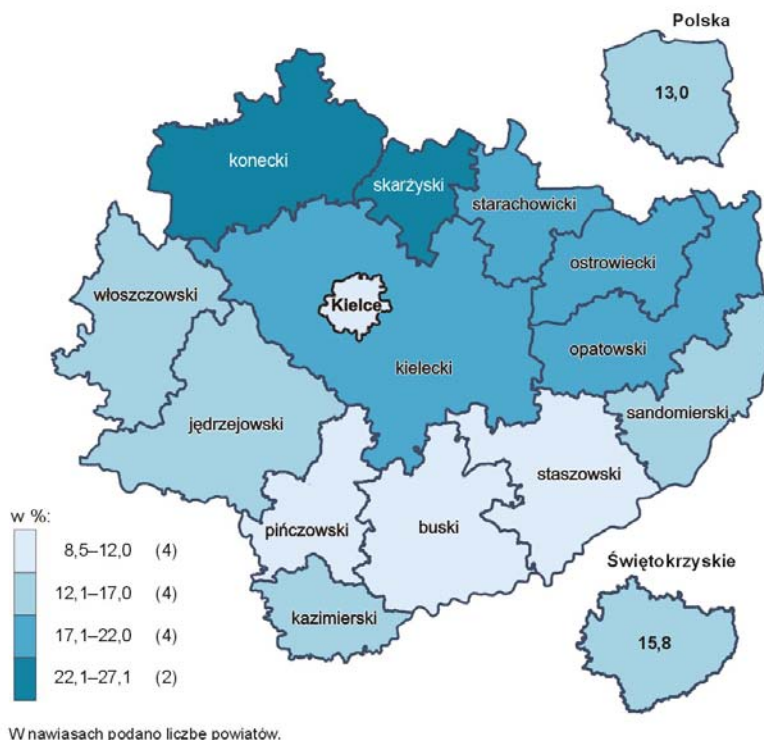 Polska
13,0
konecki
skarżyski
starachowicki
ostrowiecki
włoszczowski
Kielce
opatowski
kielecki
sandomierski
jędrzejowski
staszowski
w %:
pińczowski
buski
8,5–12,0 (4)
Świętokrzyskie
12,1–17,0 (4)
kazimierski
17,1–22,0 (4)
15,8
22,1–27,1 (2)
W nawiasach podano liczbę powiatów.